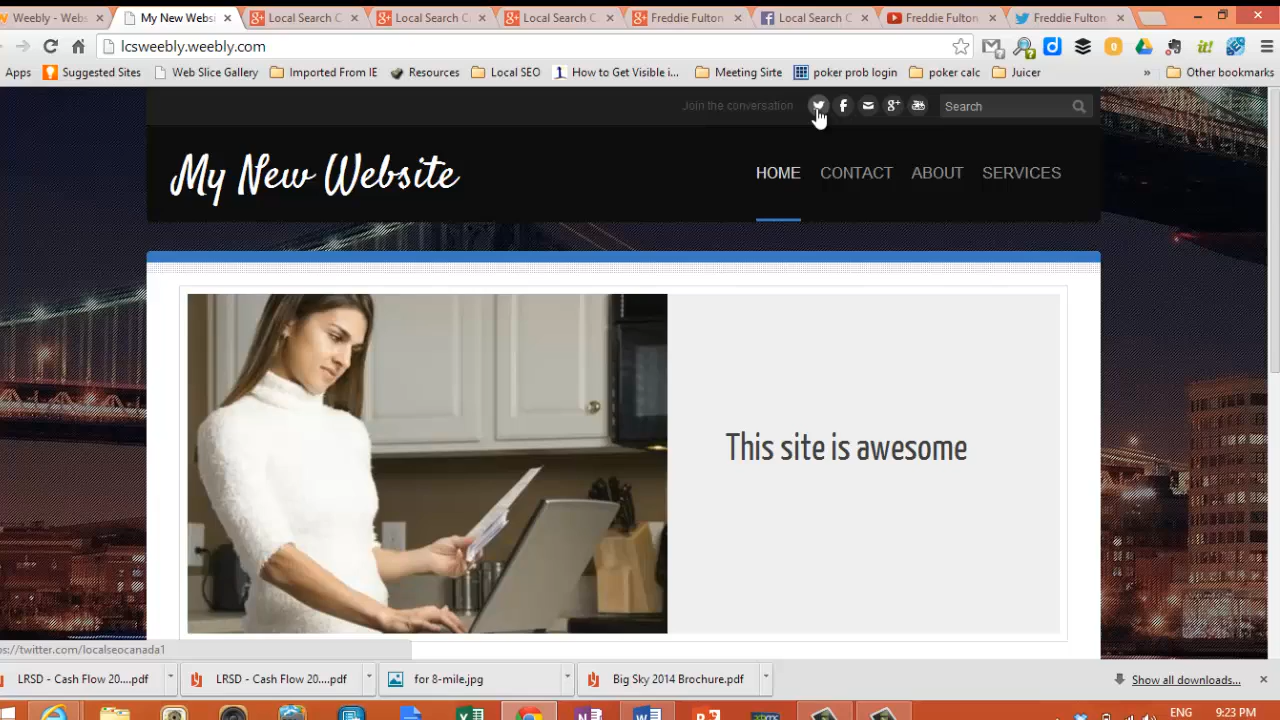 Weebly - Webs
My New Websi
Local Search C
Local Search C
Local Search C
Freddie Fulton
Local Search C
Freddie Fulton
Freddie Fulton
lcsweebly.weebly.com
Apps
Suggested Sites
Web Slice Gallery
Imported From IE
Resources
Local SEO
How to Get Visible i...
Meeting Sirte
poker prob login
poker calc
Juicer
»
Other bookmarks
Join the conversation
Search
My New Website
HOME
CONTACT
ABOUT
SERVICES
This site is awesome
ps://twitter.com/localseocanada1
LRSD - Cash Flow 20....pdf
LRSD - Cash Flow 20....pdf
for 8-mile.jpg
Big Sky 2014 Brochure.pdf
Show all downloads...
ENG
9:23 PM